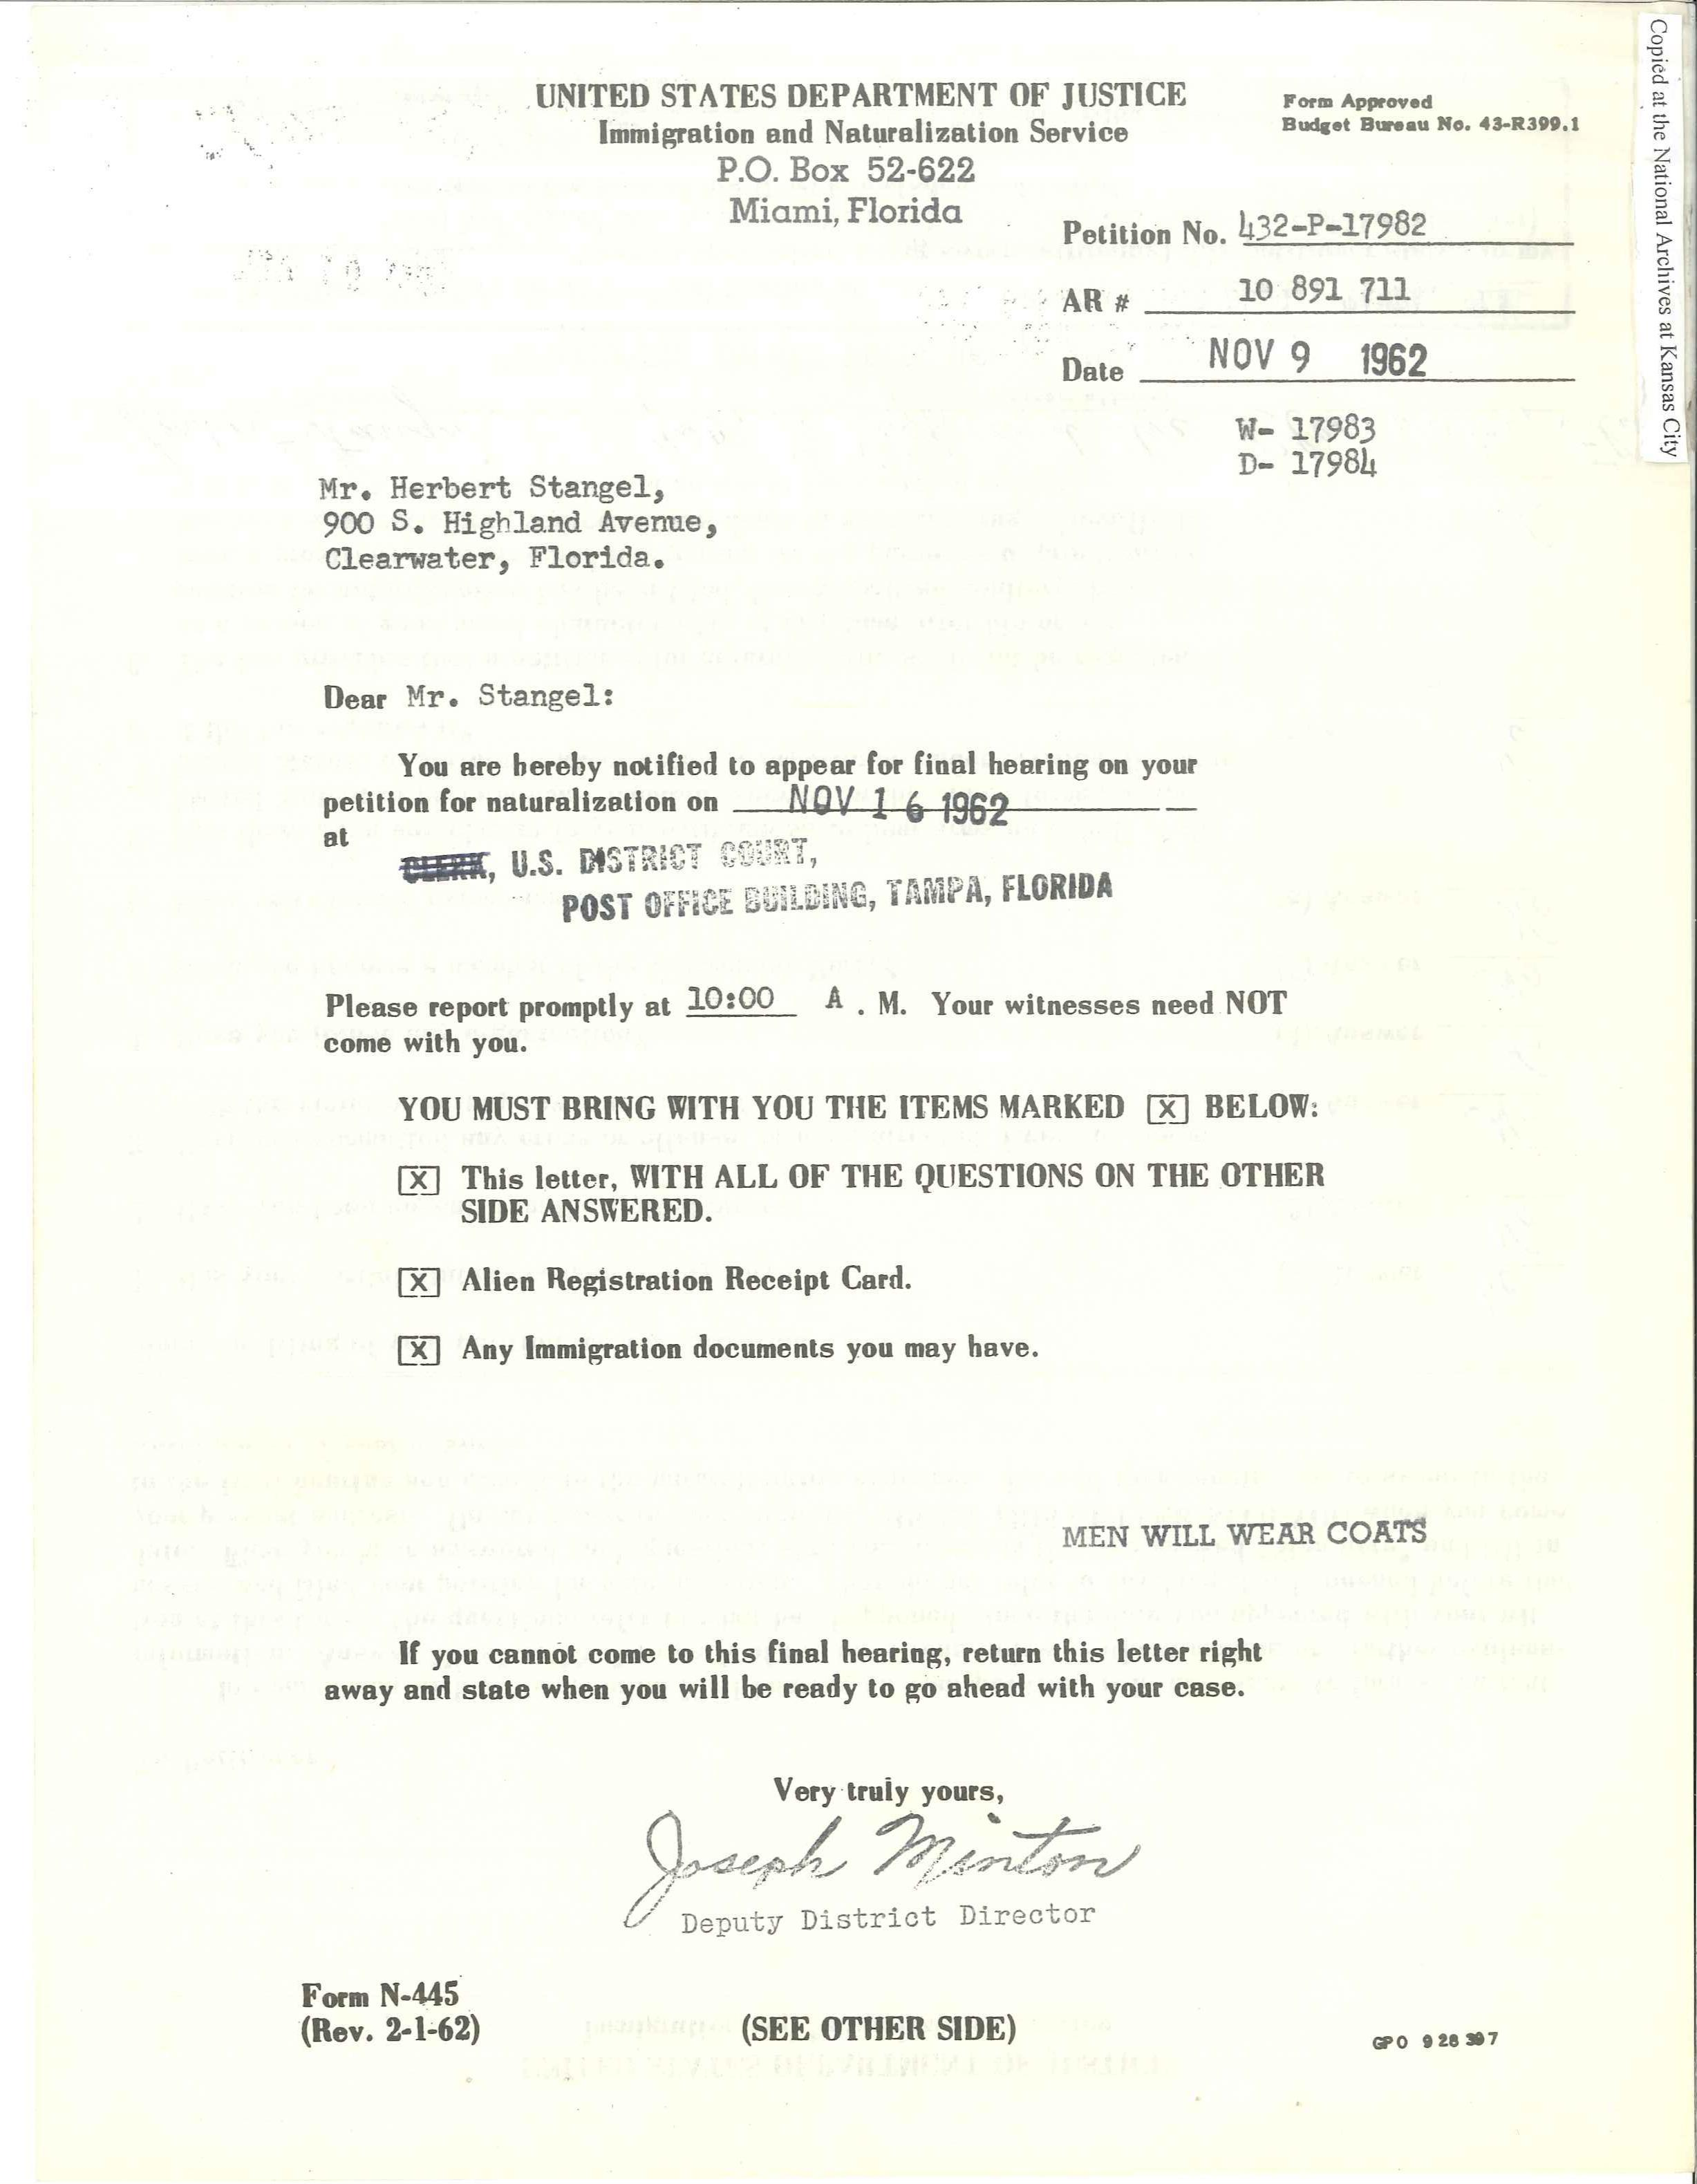 Copied at the National Archives at Kansas City
UNITED STATES DEPARTMENT OF JUSTICE
Immigration and Naturalization Service
P.O. Box 52-622
Miami, Florida
Form Approved
Budget Bureau No. 43-R399.1
Petition No. 432-P-17982
AR # 10 891 711
Date NOV 9 1962
W- 17983
D- 17984
Mr. Herbert Stangel,
900 S. Highland Avenue,
Clearwater, Florida.
Dear Mr. Stangel:
You are hereby notified to appear for final hearing on your
petition for naturalization on NOV 16 1962
at
CLERK, U.S. DISTRICT COURT,
POST OFFICE BUILDING, TAMPA, FLORIDA
Please report promptly at 10:00 A . M. Your witnesses need NOT
come with you.
YOU MUST BRING WITH YOU THE ITEMS MARKED [X] BELOW:
[X] This letter, WITH ALL OF THE QUESTIONS ON THE OTHER
SIDE ANSWERED.
[X] Alien Registration Receipt Card.
[X] Any Immigration documents you may have.
MEN WILL WEAR COATS
If you cannot come to this final hearing, return this letter right
away and state when you will be ready to go ahead with your case.
Very truly yours,
Joseph Minton
Deputy District Director
Form N-445
(Rev. 2-1-62)
(SEE OTHER SIDE)
GPO 928397